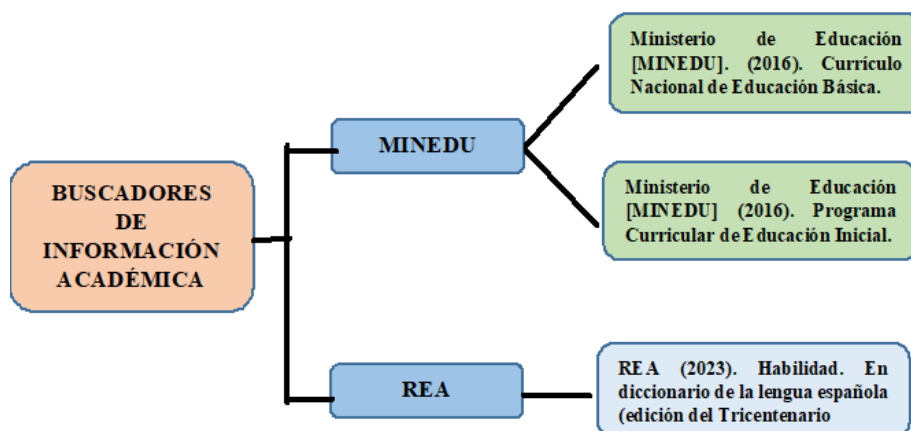 BUSCADORES
DE
INFORMACIÓN
ACADÉMICA
MINEDU
Ministerio de Educación
[MINEDU]. (2016). Currículo
Nacional de Educación Básica.
Ministerio de Educación
[MINEDU] (2016). Programa
Curricular de Educación Inicial.
REA
REA (2023). Habilidad. En
diccionario de la lengua española
(edición del Tricentenario